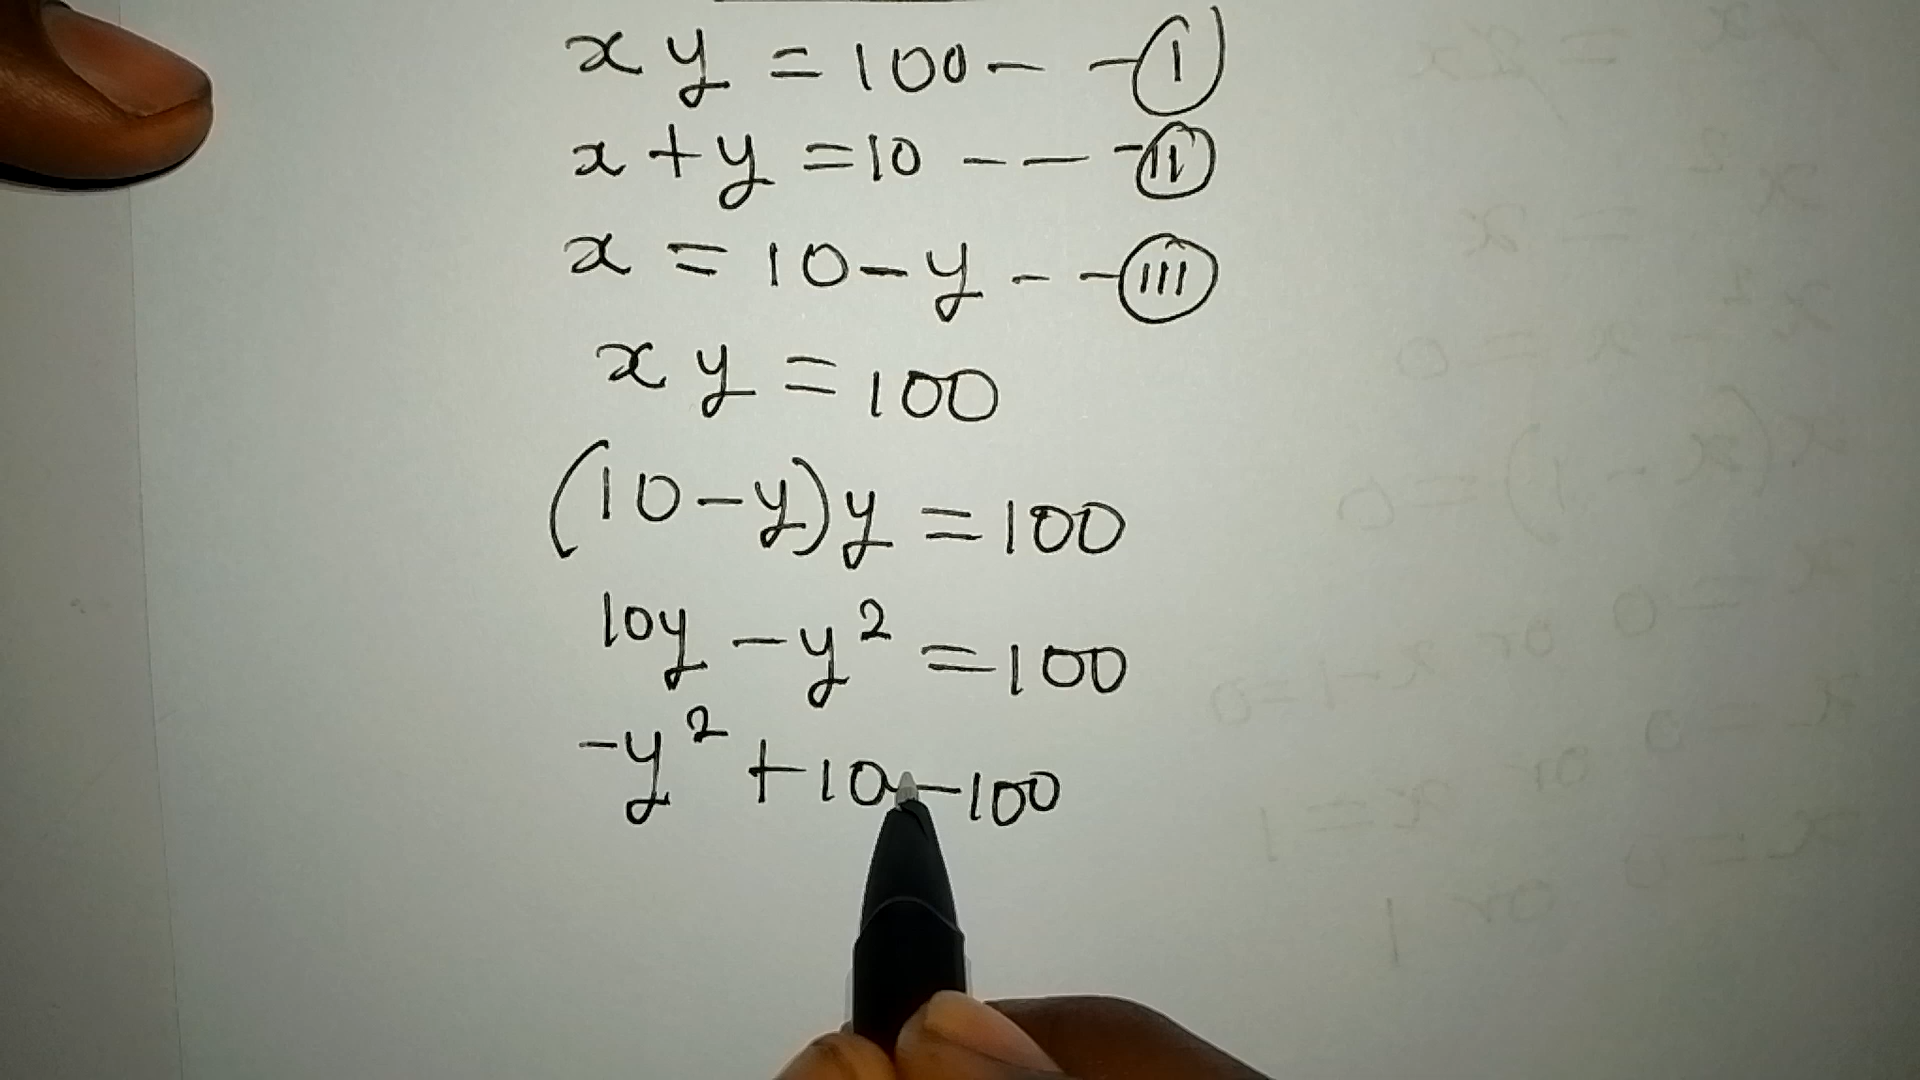 xy = 100 - - (I)
x + y = 10 - - - (II)
x = 10 - y - - (III)
xy = 100
(10 - y)y = 100
10y - y² = 100
-y² + 10 - 100